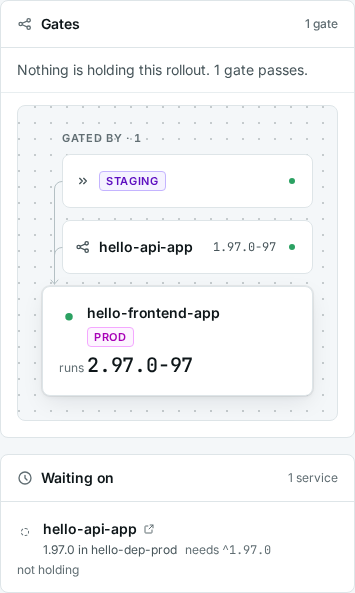 Gates 1 gate
Nothing is holding this rollout. 1 gate passes.
GATED BY · 1
STAGING
hello-api-app 1.97.0-97
hello-frontend-app
PROD
runs 2.97.0-97
Waiting on 1 service
hello-api-app
1.97.0 in hello-dep-prod needs ^1.97.0
not holding